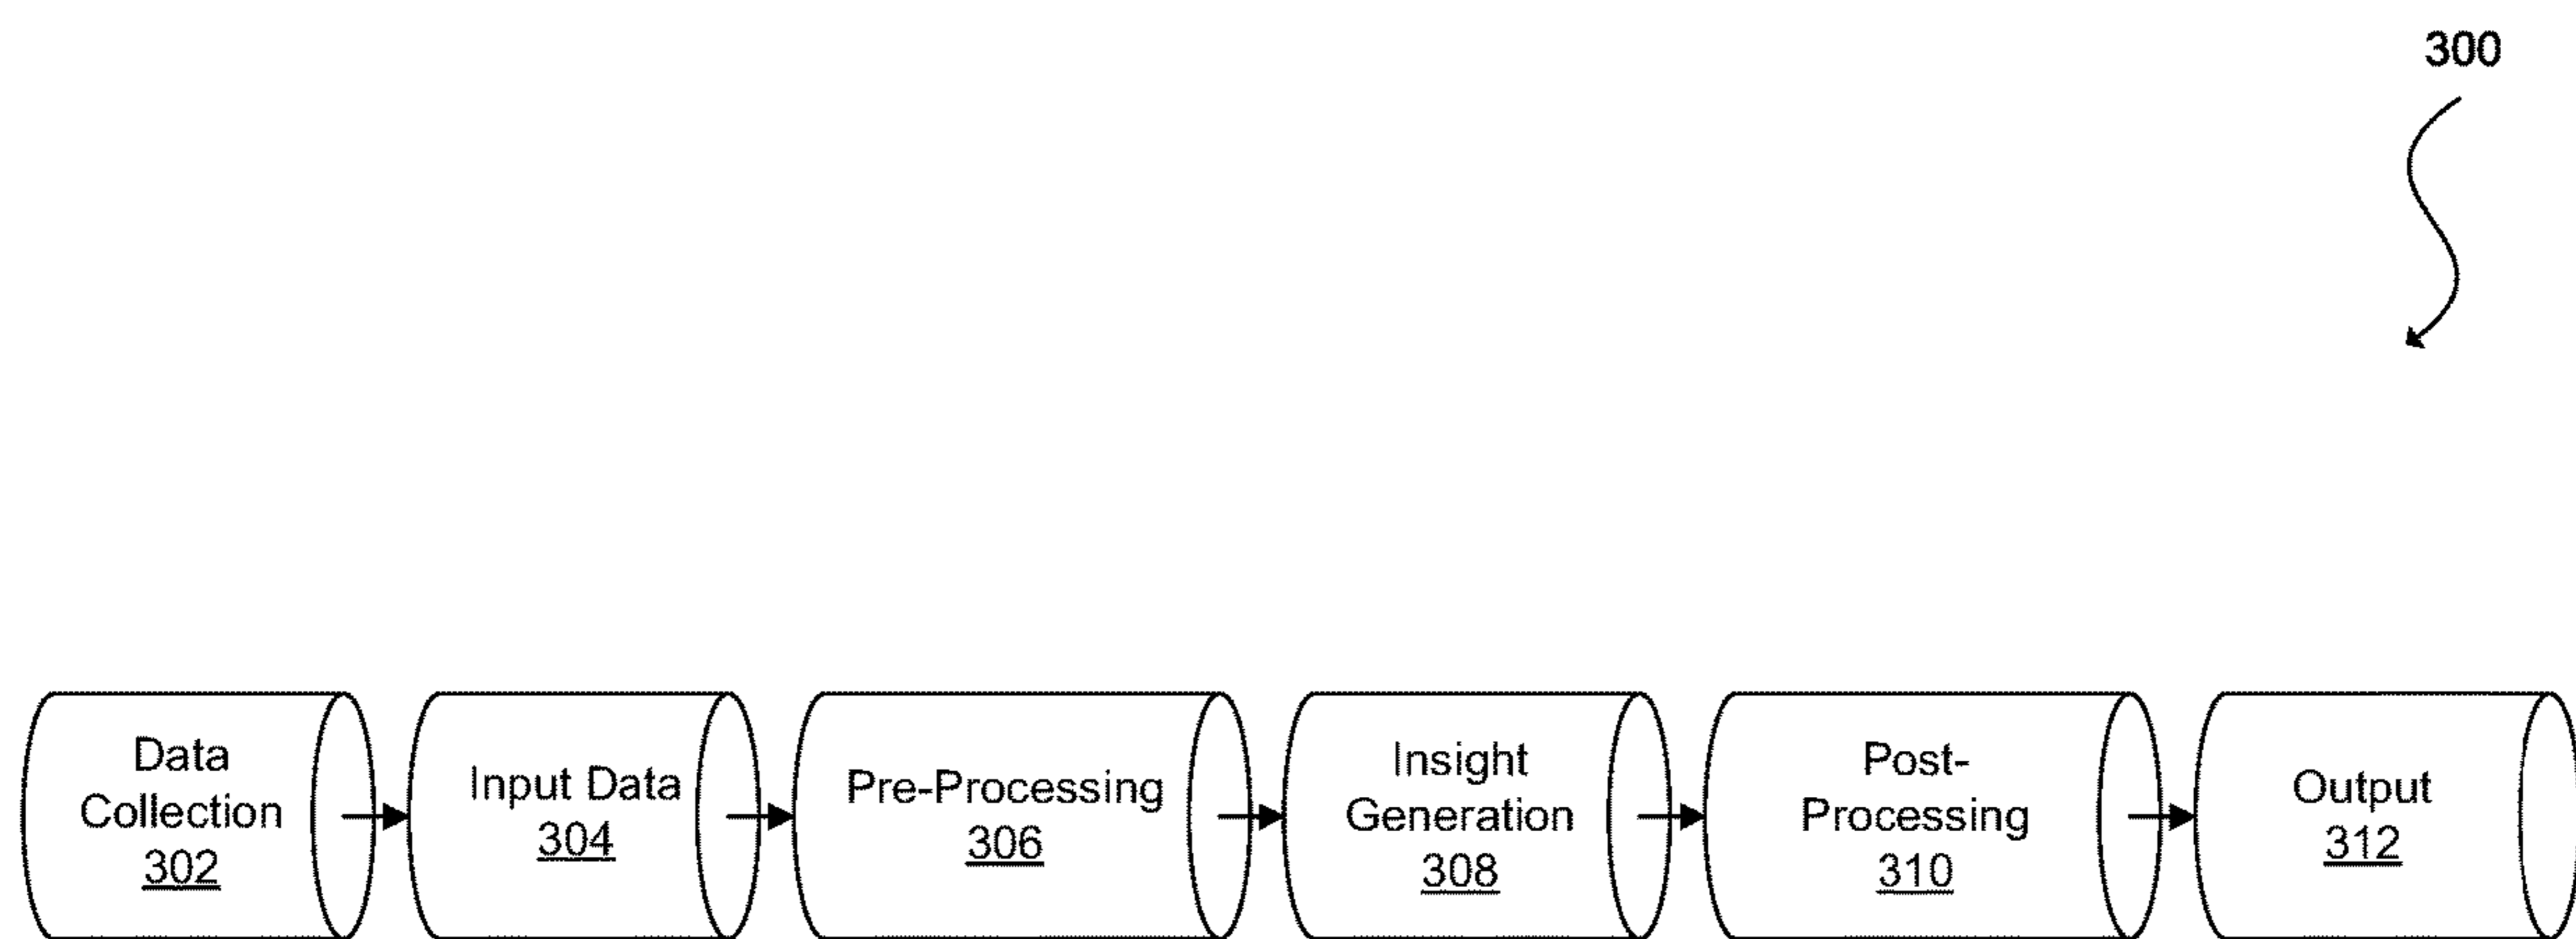 300
Data
Collection
302
Input Data
304
Pre-Processing
306
Insight
Generation
308
Post-
Processing
310
Output
312